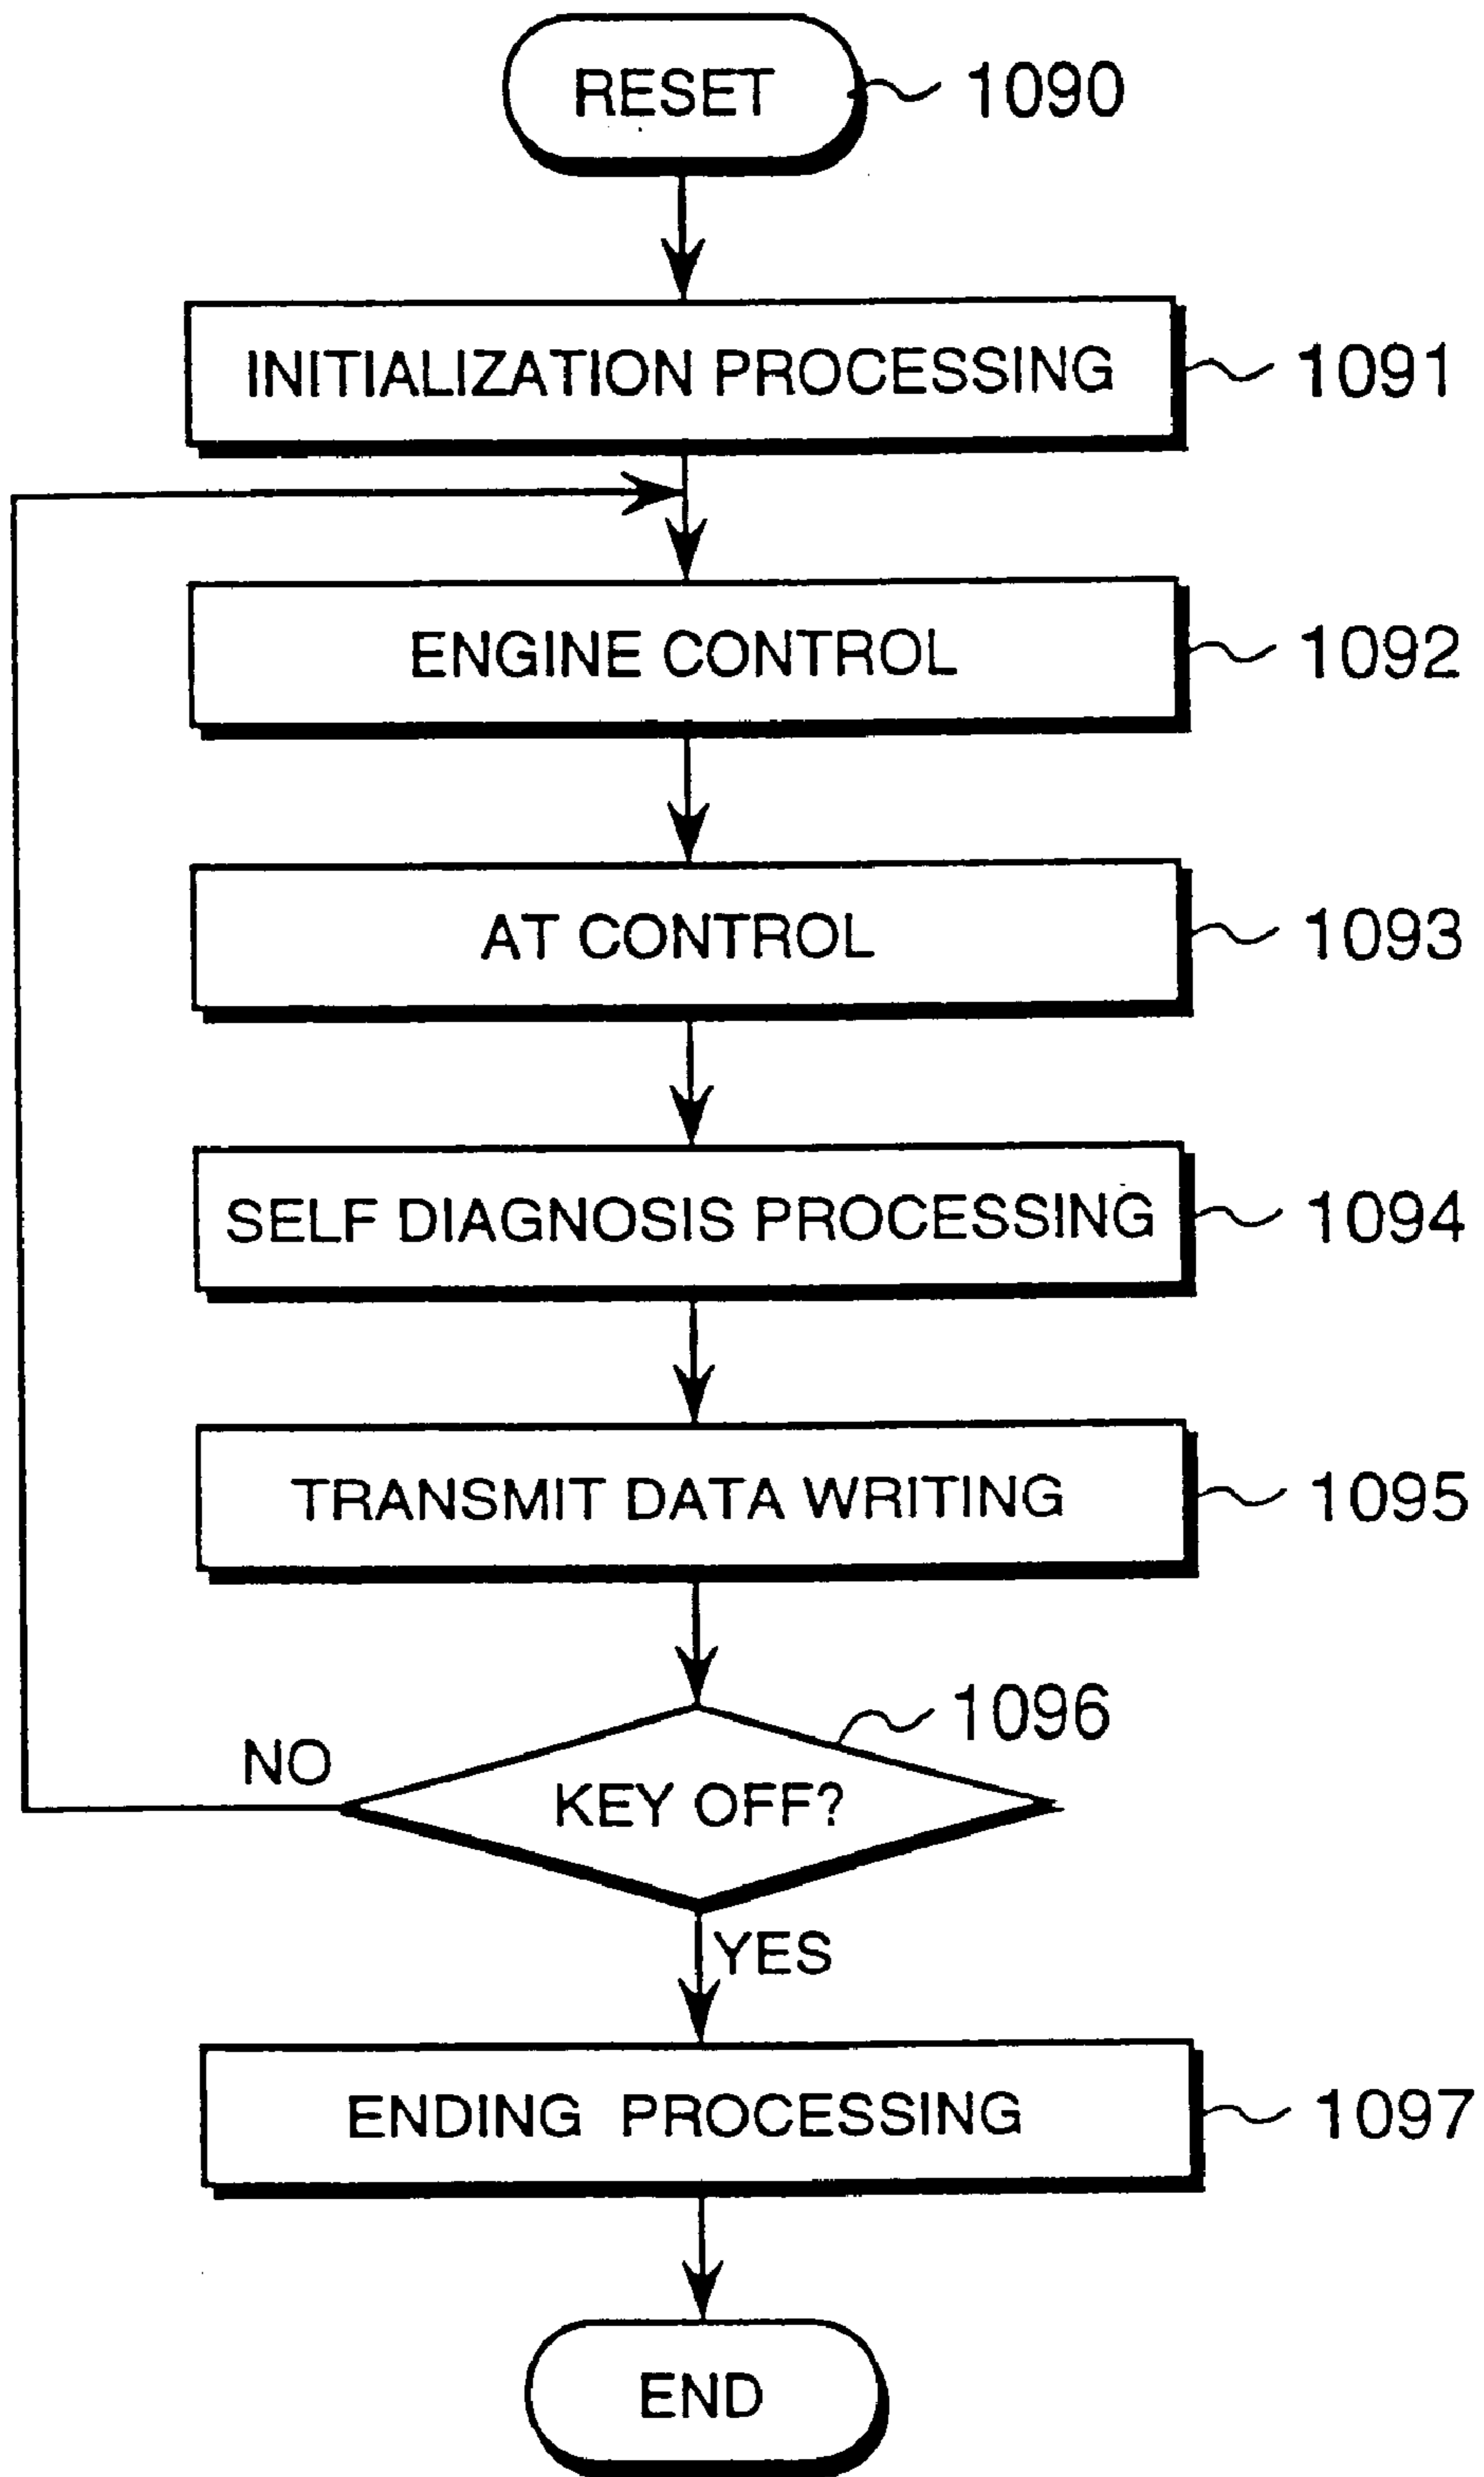 RESET 1090
INITIALIZATION PROCESSING 1091
ENGINE CONTROL 1092
AT CONTROL 1093
SELF DIAGNOSIS PROCESSING 1094
TRANSMIT DATA WRITING 1095
1096
NO
KEY OFF?
YES
ENDING PROCESSING 1097
END